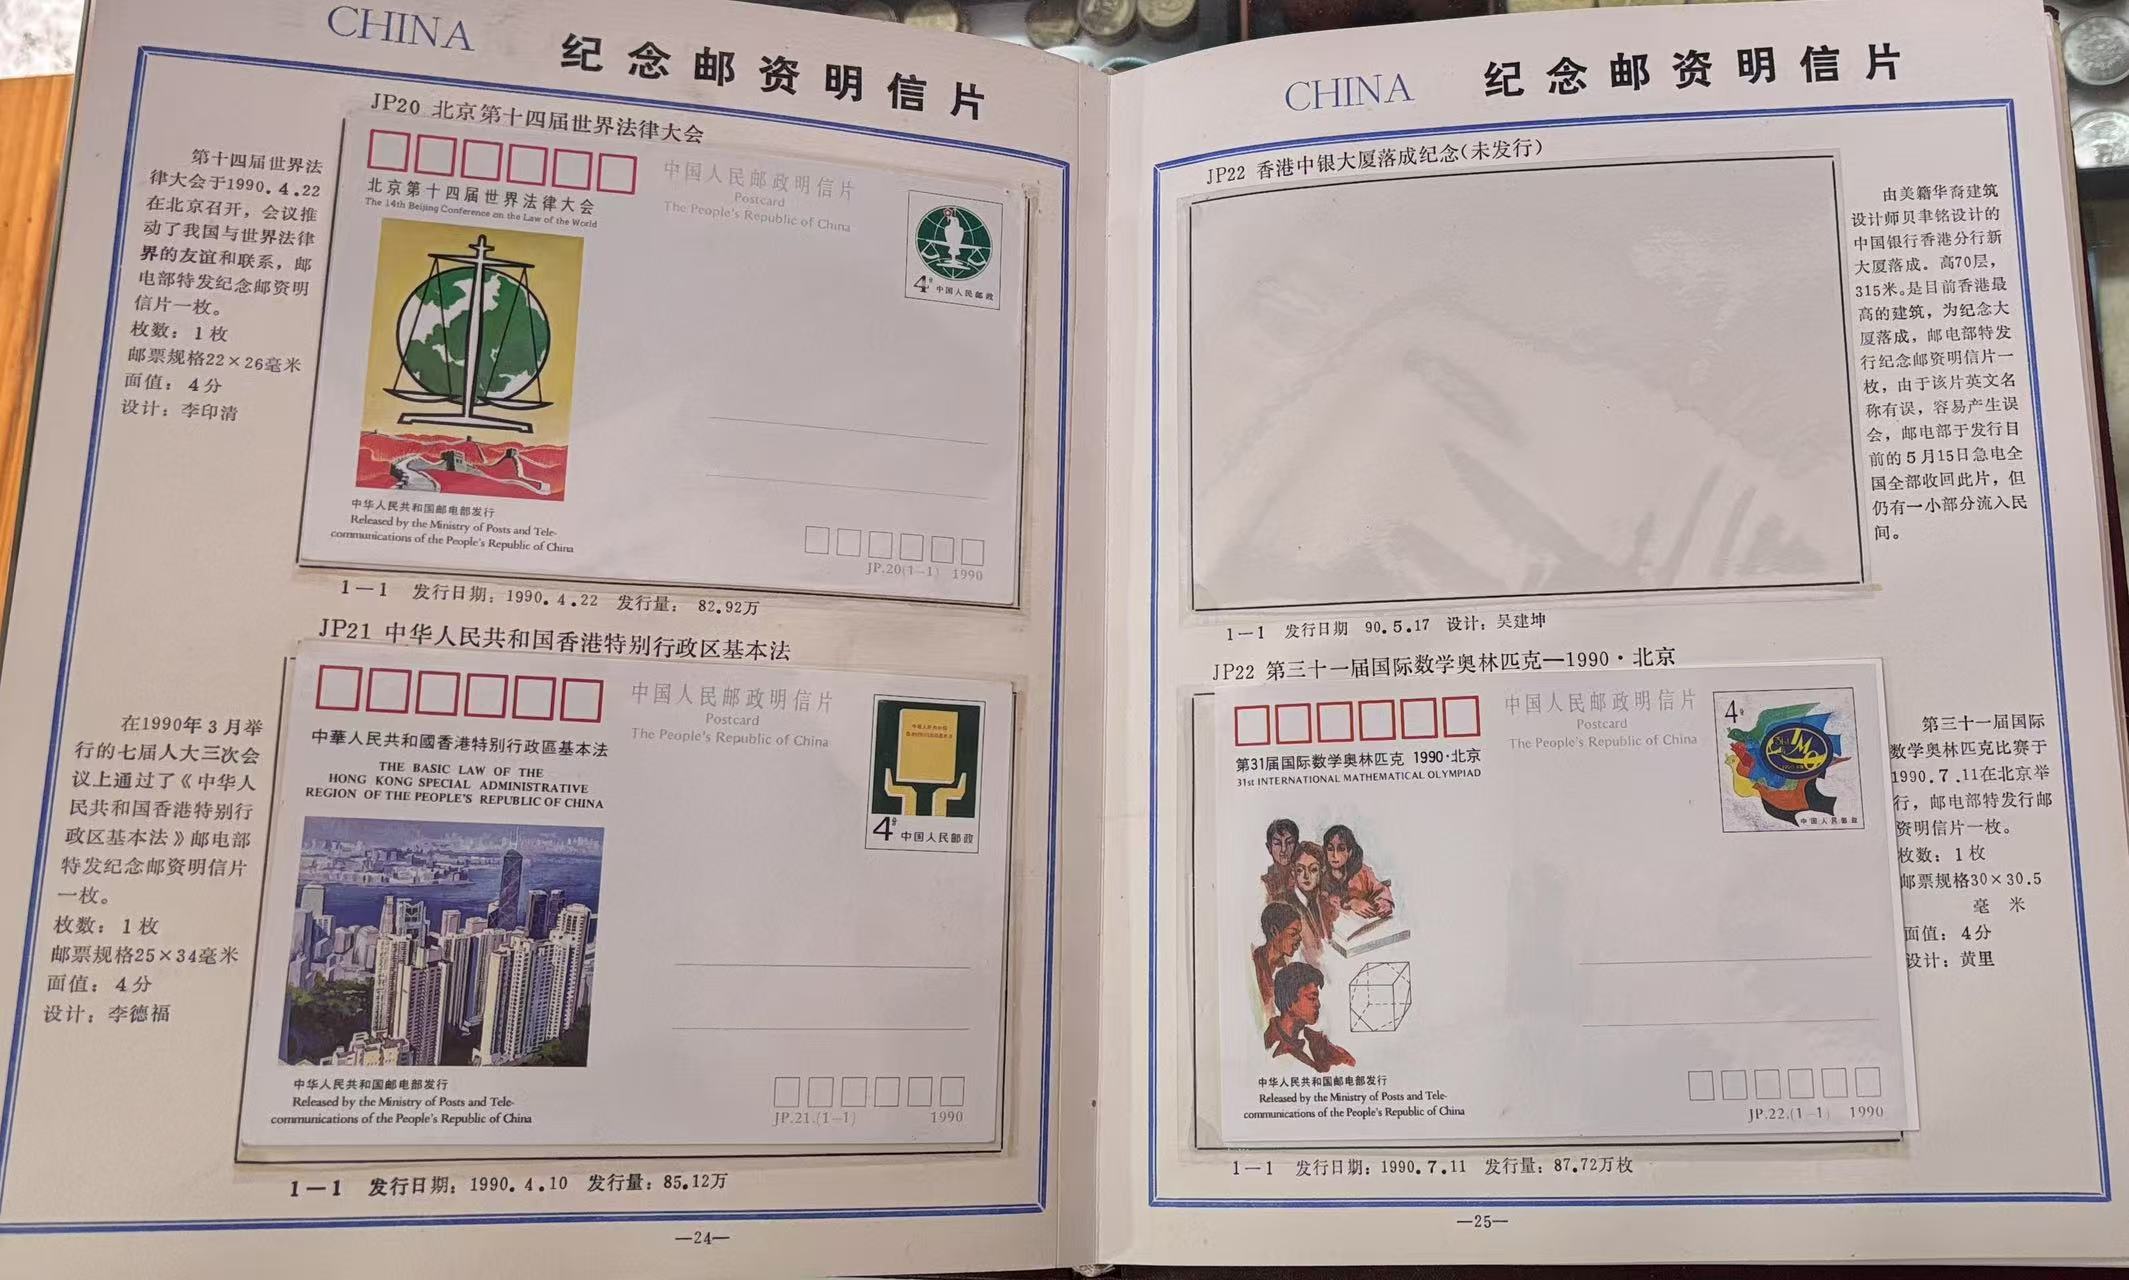 CHINA 纪念邮资明信片
JP20 北京第十四届世界法律大会
第十四届世界法
律大会于1990.4.22
在北京召开，会议推
动了我国与世界法律
界的友谊和联系，邮
电部特发纪念邮资明
信片一枚。
枚数：1枚
邮票规格22×26毫米
面值：4分
设计：李印清
北京第十四届世界法律大会
The 14th Beijing Conference on the Law of the World
中国人民邮政明信片
Postcard
The People's Republic of China
4分 中国人民邮政
中华人民共和国邮电部发行
Released by the Ministry of Posts and Tele-
communications of the People's Republic of China
JP.20(1-1) 1990
1－1 发行日期：1990.4.22 发行量：82.92万
JP21 中华人民共和国香港特别行政区基本法
在1990年3月举
行的七届人大三次会
议上通过了《中华人
民共和国香港特别行
政区基本法》邮电部
特发纪念邮资明信片
一枚。
枚数：1枚
邮票规格25×34毫米
面值：4分
设计：李德福
中華人民共和國香港特别行政區基本法
THE BASIC LAW OF THE
HONG KONG SPECIAL ADMINISTRATIVE
REGION OF THE PEOPLE'S REPUBLIC OF CHINA
中国人民邮政明信片
Postcard
The People's Republic of China
4分 中国人民邮政
中华人民共和国邮电部发行
Released by the Ministry of Posts and Tele-
communications of the People's Republic of China
JP.21.(1-1) 1990
1－1 发行日期：1990.4.10 发行量：85.12万
—24—
CHINA 纪念邮资明信片
JP22 香港中银大厦落成纪念(未发行)
由美籍华裔建筑
设计师贝聿铭设计的
中国银行香港分行新
大厦落成。高70层，
315米。是目前香港最
高的建筑，为纪念大
厦落成，邮电部特发
行纪念邮资明信片一
枚，由于该片英文名
称有误，容易产生误
会，邮电部于发行目
前的5月15日急电全
国全部收回此片，但
仍有一小部分流入民
间。
1－1 发行日期 90.5.17 设计：吴建坤
JP22 第三十一届国际数学奥林匹克—1990·北京
第31届国际数学奥林匹克 1990·北京
31st INTERNATIONAL MATHEMATICAL OLYMPIAD
中国人民邮政明信片
Postcard
The People's Republic of China
4分
IMO
中国人民邮政
中华人民共和国邮电部发行
Released by the Ministry of Posts and Tele-
communications of the People's Republic of China
JP.22.(1-1) 1990
第三十一届国际
数学奥林匹克比赛于
1990.7.11在北京举
行，邮电部特发行邮
资明信片一枚。
枚数：1枚
邮票规格30×30.5
毫 米
面值：4分
设计：黄里
1－1 发行日期：1990.7.11 发行量：87.72万枚
—25—